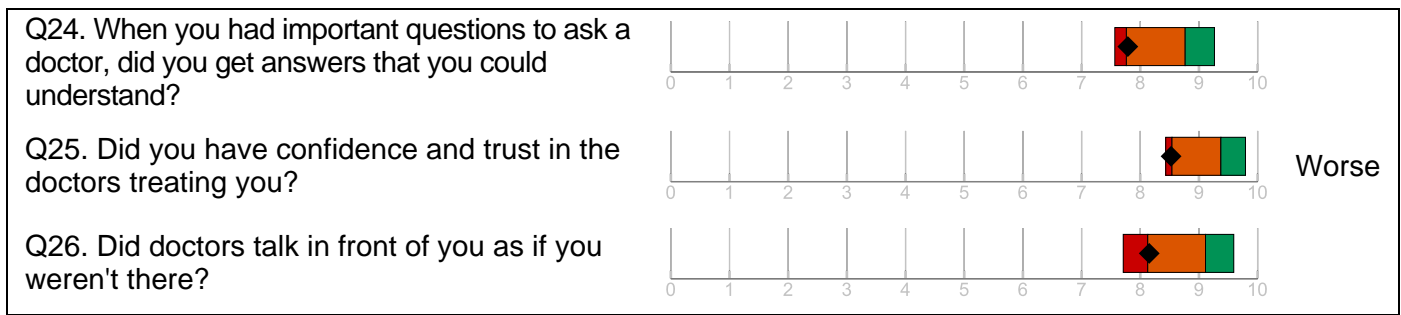 Q24. When you had important questions to ask a
doctor, did you get answers that you could
understand?
0 1 2 3 4 5 6 7 8 9 10
Q25. Did you have confidence and trust in the
doctors treating you?
0 1 2 3 4 5 6 7 8 9 10
Worse
Q26. Did doctors talk in front of you as if you
weren't there?
0 1 2 3 4 5 6 7 8 9 10